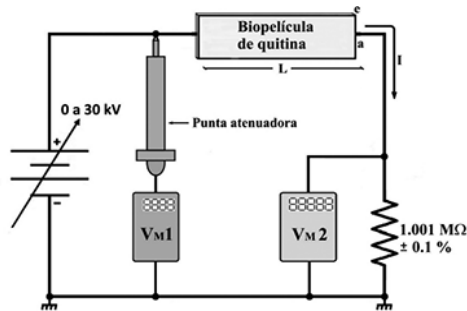 e
Biopelícula
de quitina
a
L
I
0 a 30 kV
+
-
Punta atenuadora
VM1
VM2
1.001 MΩ
± 0.1 %